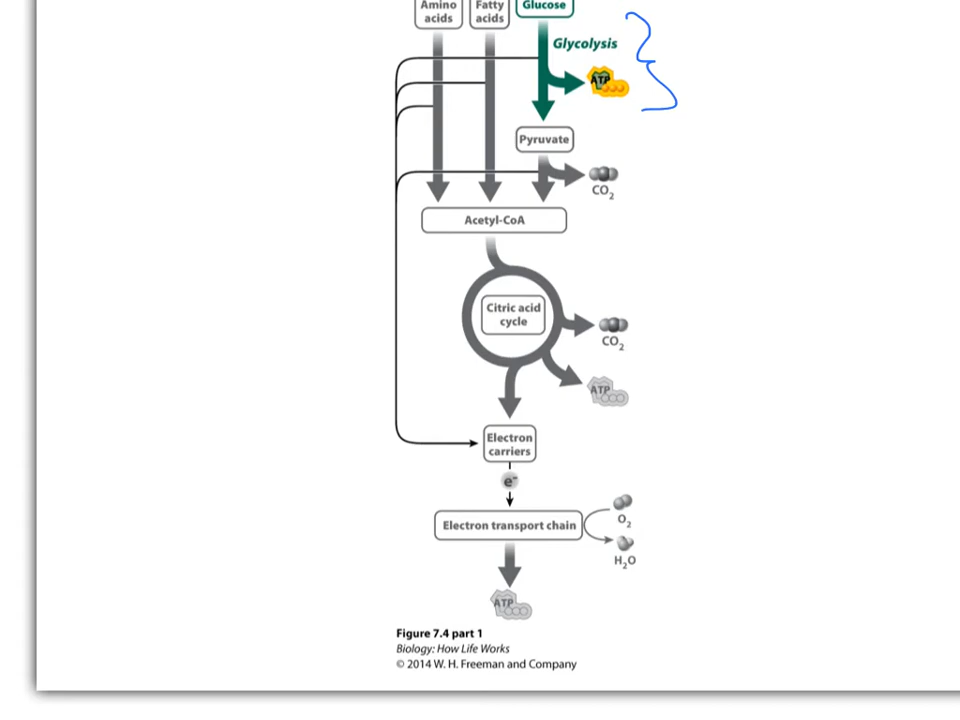 Amino
acids
Fatty
acids
Glucose
Glycolysis
ATP
Pyruvate
CO₂
Acetyl-CoA
Citric acid
cycle
CO₂
ATP
Electron
carriers
e⁻
Electron transport chain
O₂
H₂O
ATP
Figure 7.4 part 1
Biology: How Life Works
© 2014 W. H. Freeman and Company